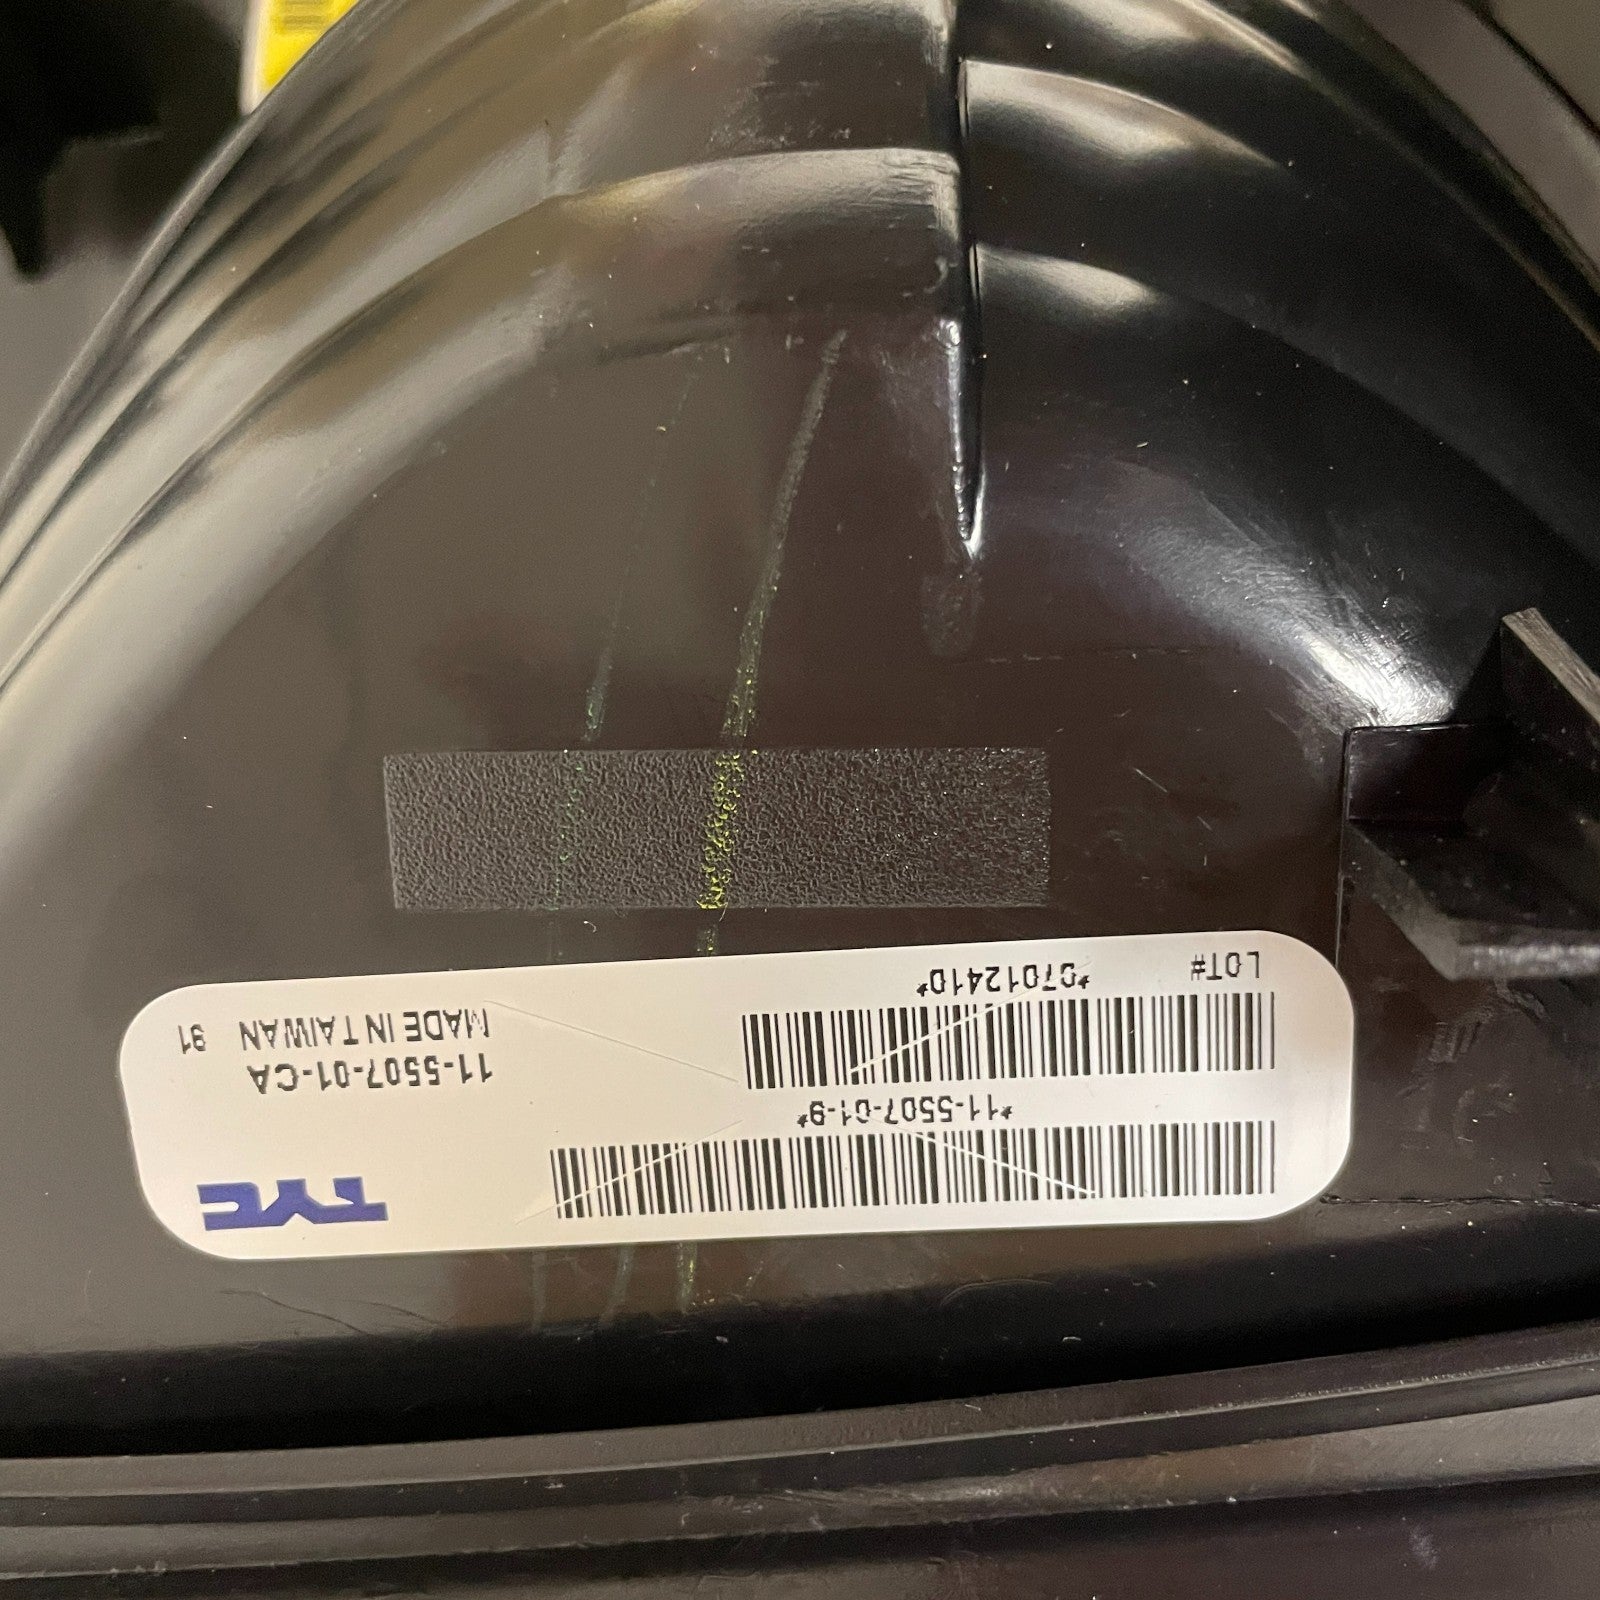 TYC
*11-5507-01-9*
11-5507-01-CA
MADE IN TAIWAN 91
*07012410*
LOT#